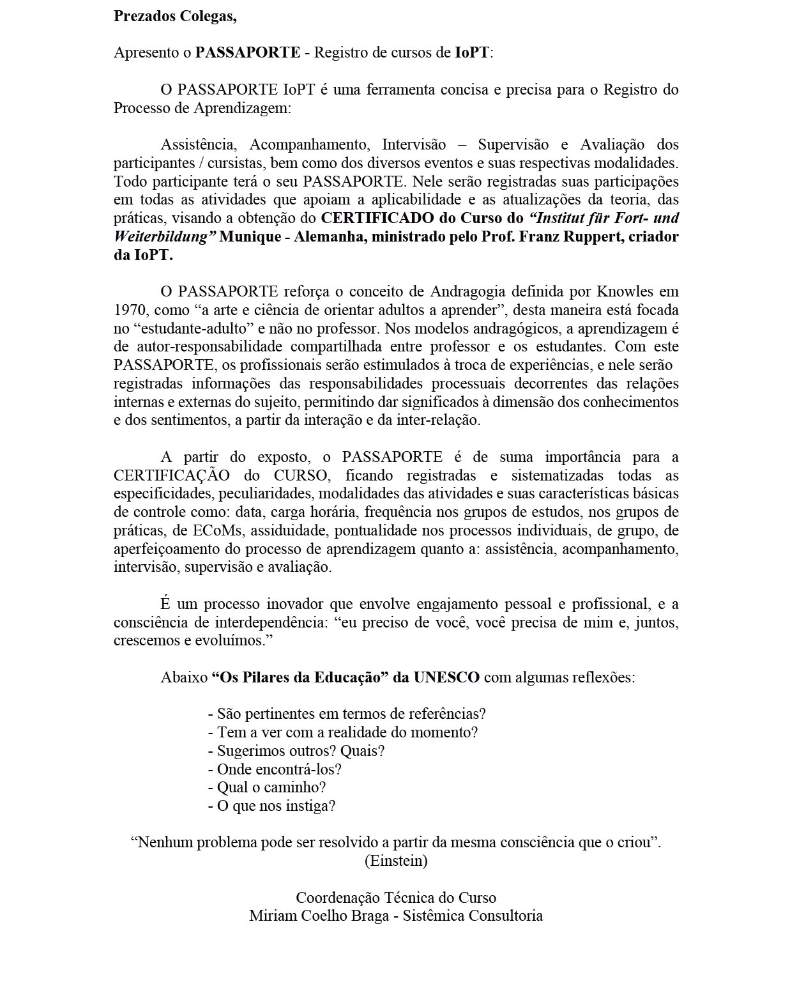 Prezados Colegas,
Apresento o PASSAPORTE - Registro de cursos de IoPT:
O PASSAPORTE IoPT é uma ferramenta concisa e precisa para o Registro do
Processo de Aprendizagem:
Assistência, Acompanhamento, Intervisão – Supervisão e Avaliação dos
participantes / cursistas, bem como dos diversos eventos e suas respectivas modalidades.
Todo participante terá o seu PASSAPORTE. Nele serão registradas suas participações
em todas as atividades que apoiam a aplicabilidade e as atualizações da teoria, das
práticas, visando a obtenção do CERTIFICADO do Curso do “Institut für Fort- und
Weiterbildung” Munique - Alemanha, ministrado pelo Prof. Franz Ruppert, criador
da IoPT.
O PASSAPORTE reforça o conceito de Andragogia definida por Knowles em
1970, como “a arte e ciência de orientar adultos a aprender”, desta maneira está focada
no “estudante-adulto” e não no professor. Nos modelos andragógicos, a aprendizagem é
de autor-responsabilidade compartilhada entre professor e os estudantes. Com este
PASSAPORTE, os profissionais serão estimulados à troca de experiências, e nele serão
registradas informações das responsabilidades processuais decorrentes das relações
internas e externas do sujeito, permitindo dar significados à dimensão dos conhecimentos
e dos sentimentos, a partir da interação e da inter-relação.
A partir do exposto, o PASSAPORTE é de suma importância para a
CERTIFICAÇÃO do CURSO, ficando registradas e sistematizadas todas as
especificidades, peculiaridades, modalidades das atividades e suas características básicas
de controle como: data, carga horária, frequência nos grupos de estudos, nos grupos de
práticas, de ECoMs, assiduidade, pontualidade nos processos individuais, de grupo, de
aperfeiçoamento do processo de aprendizagem quanto a: assistência, acompanhamento,
intervisão, supervisão e avaliação.
É um processo inovador que envolve engajamento pessoal e profissional, e a
consciência de interdependência: “eu preciso de você, você precisa de mim e, juntos,
crescemos e evoluímos.”
Abaixo “Os Pilares da Educação” da UNESCO com algumas reflexões:
- São pertinentes em termos de referências?
- Tem a ver com a realidade do momento?
- Sugerimos outros? Quais?
- Onde encontrá-los?
- Qual o caminho?
- O que nos instiga?
“Nenhum problema pode ser resolvido a partir da mesma consciência que o criou”.
(Einstein)
Coordenação Técnica do Curso
Miriam Coelho Braga - Sistêmica Consultoria